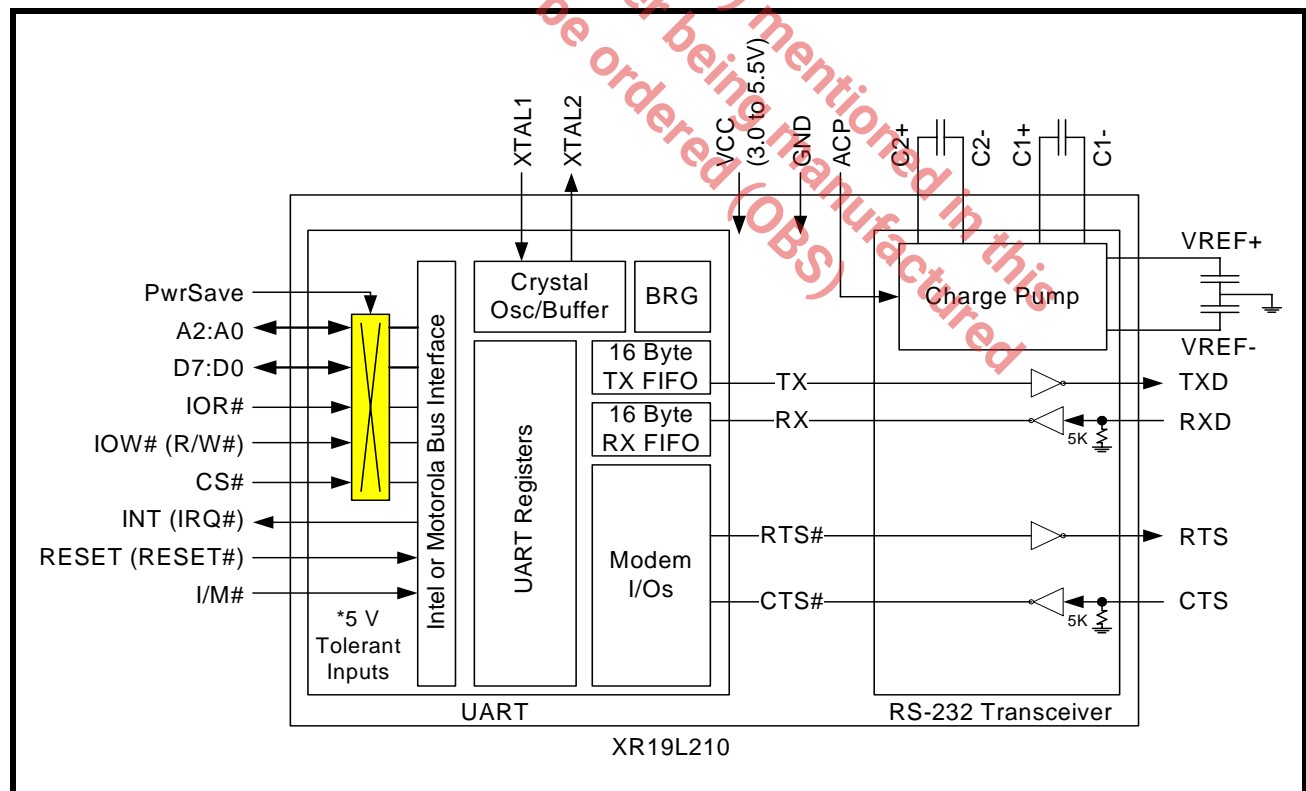 ) mentioned in this
er being manufactured
be ordered (OBS)
XTAL1
XTAL2
VCC
(3.0 to 5.5V)
GND
ACP
C2+
C2-
C1+
C1-
VREF+
VREF-
PwrSave
A2:A0
D7:D0
IOR#
IOW# (R/W#)
CS#
INT (IRQ#)
RESET (RESET#)
I/M#
*5 V
Tolerant
Inputs
Intel or Motorola Bus Interface
Crystal
Osc/Buffer
BRG
UART Registers
16 Byte
TX FIFO
16 Byte
RX FIFO
Modem
I/Os
Charge Pump
TX
TXD
RX
5K
RXD
RTS#
RTS
CTS#
5K
CTS
UART
RS-232 Transceiver
XR19L210